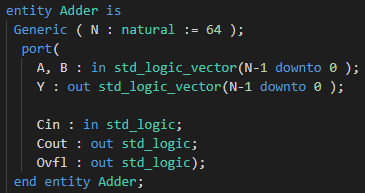 entity Adder is
Generic ( N : natural := 64 );
port(
A, B : in std_logic_vector(N-1 downto 0 );
Y : out std_logic_vector(N-1 downto 0 );
Cin : in std_logic;
Cout : out std_logic;
Ovfl : out std_logic);
end entity Adder;